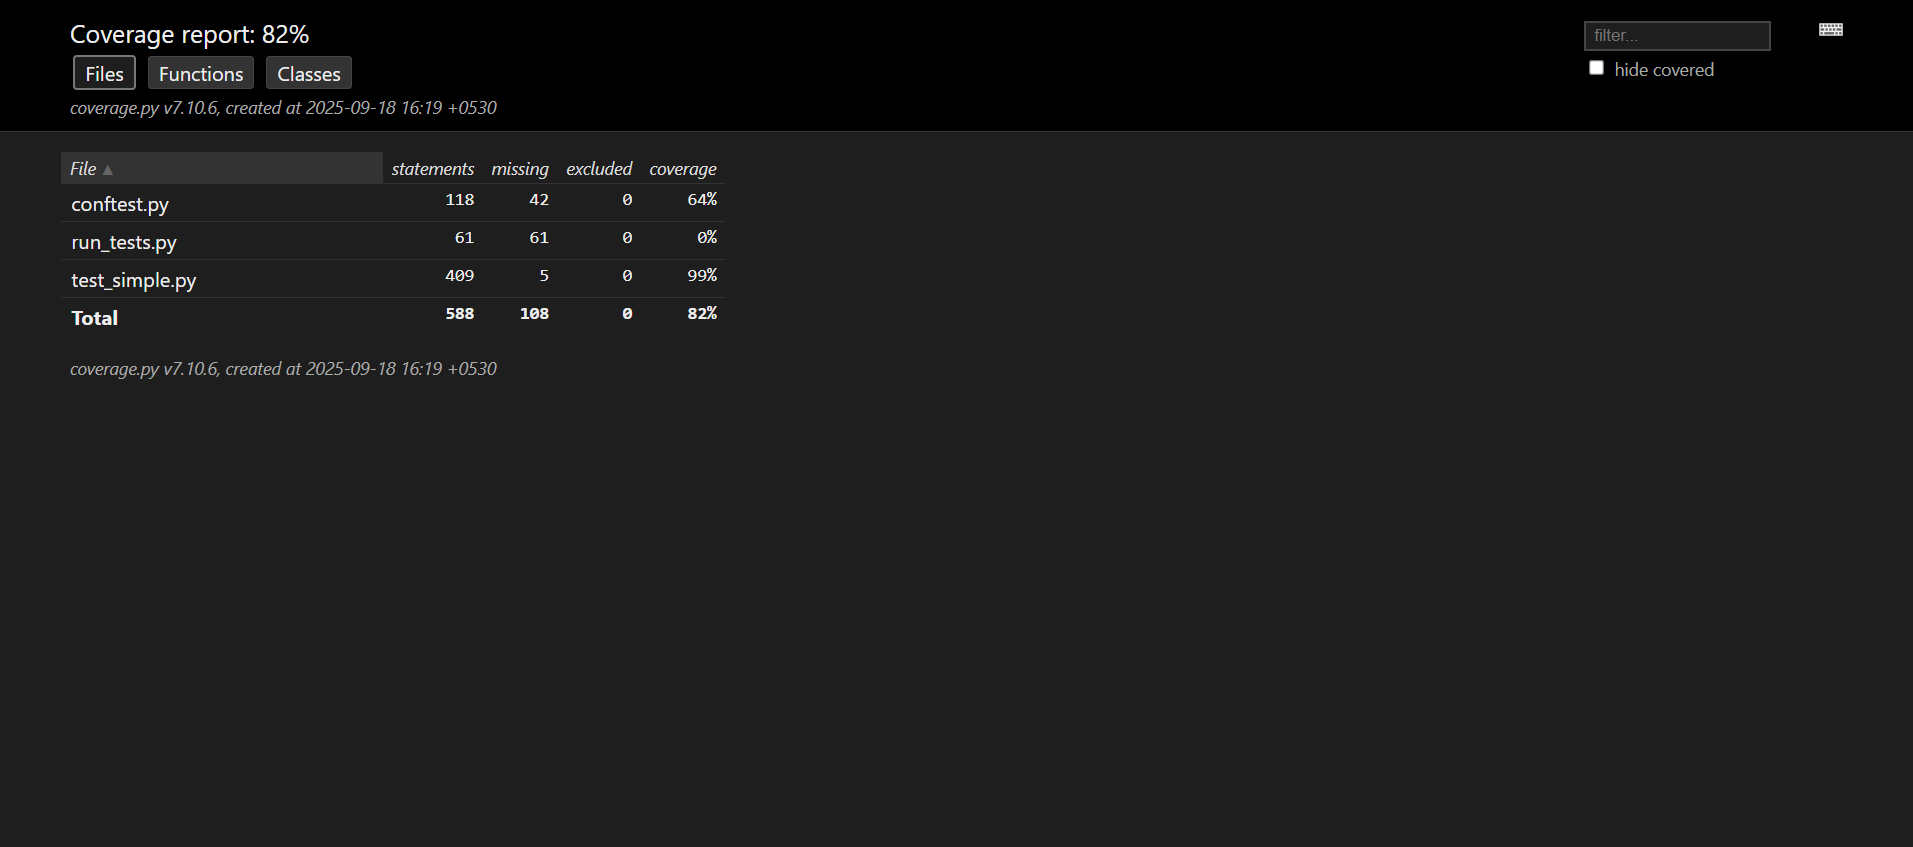 Coverage report: 82%
filter...
Files Functions Classes
hide covered
coverage.py v7.10.6, created at 2025-09-18 16:19 +0530
File ▲ statements missing excluded coverage
conftest.py 118 42 0 64%
run_tests.py 61 61 0 0%
test_simple.py 409 5 0 99%
Total 588 108 0 82%
coverage.py v7.10.6, created at 2025-09-18 16:19 +0530